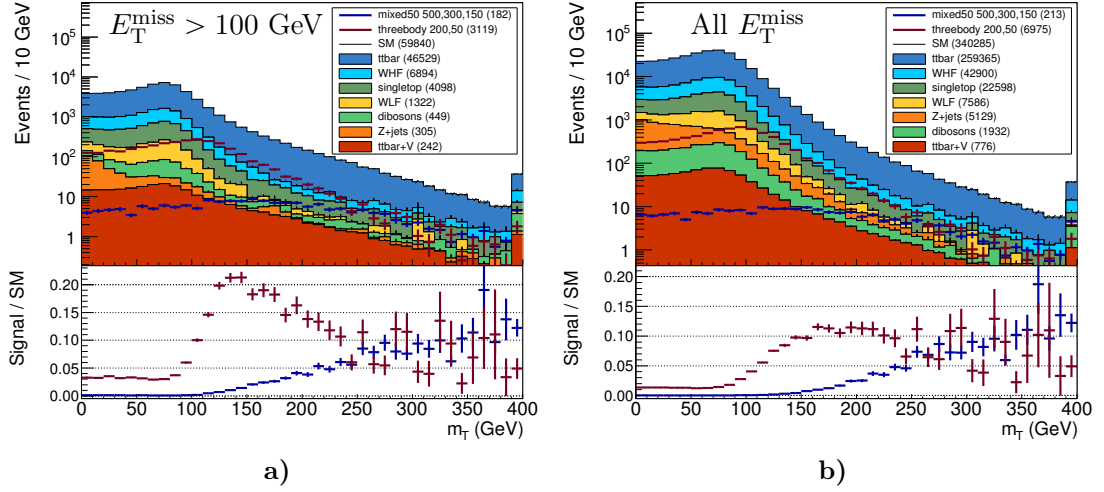 E_T^miss > 100 GeV
Events / 10 GeV
10^5
10^4
10^3
10^2
10
1
mixed50 500,300,150 (182)
threebody 200,50 (3119)
SM (59840)
ttbar (46529)
WHF (6894)
singletop (4098)
WLF (1322)
dibosons (449)
Z+jets (305)
ttbar+V (242)
Signal / SM
0.20
0.15
0.10
0.05
0.00
0 50 100 150 200 250 300 350 400
m_T (GeV)
a)
All E_T^miss
Events / 10 GeV
10^5
10^4
10^3
10^2
10
1
mixed50 500,300,150 (213)
threebody 200,50 (6975)
SM (340285)
ttbar (259365)
WHF (42900)
singletop (22598)
WLF (7586)
Z+jets (5129)
dibosons (1932)
ttbar+V (776)
Signal / SM
0.20
0.15
0.10
0.05
0.00
0 50 100 150 200 250 300 350 400
m_T (GeV)
b)